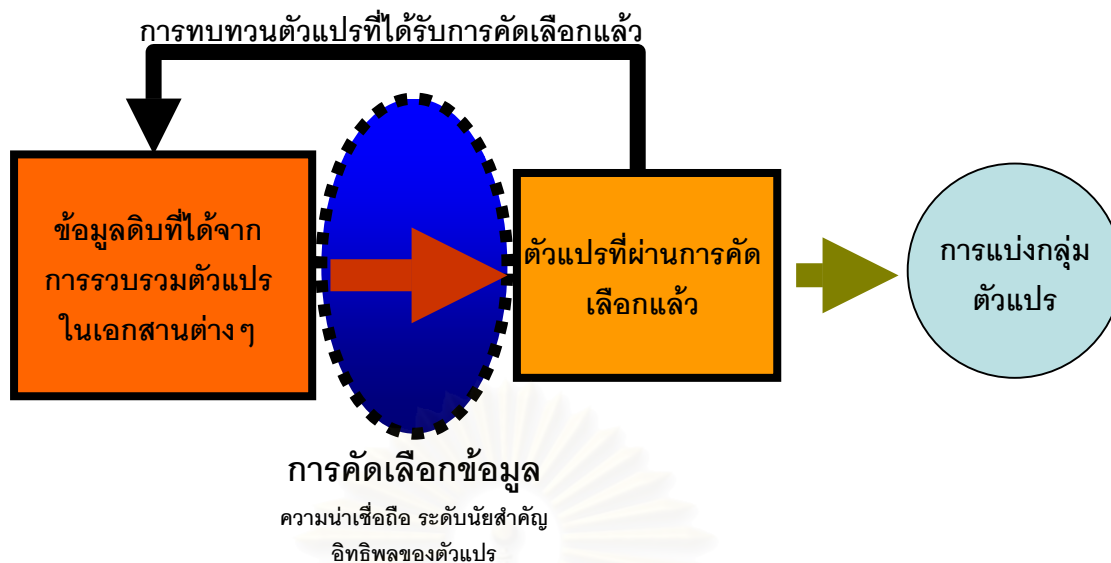 การทบทวนตัวแปรที่ได้รับการคัดเลือกแล้ว
ข้อมูลดิบที่ได้จาก
การรวบรวมตัวแปร
ในเอกสานต่างๆ
ตัวแปรที่ผ่านการคัด
เลือกแล้ว
การแบ่งกลุ่ม
ตัวแปร
การคัดเลือกข้อมูล
ความน่าเชื่อถือ ระดับนัยสำคัญ
อิทธิพลของตัวแปร